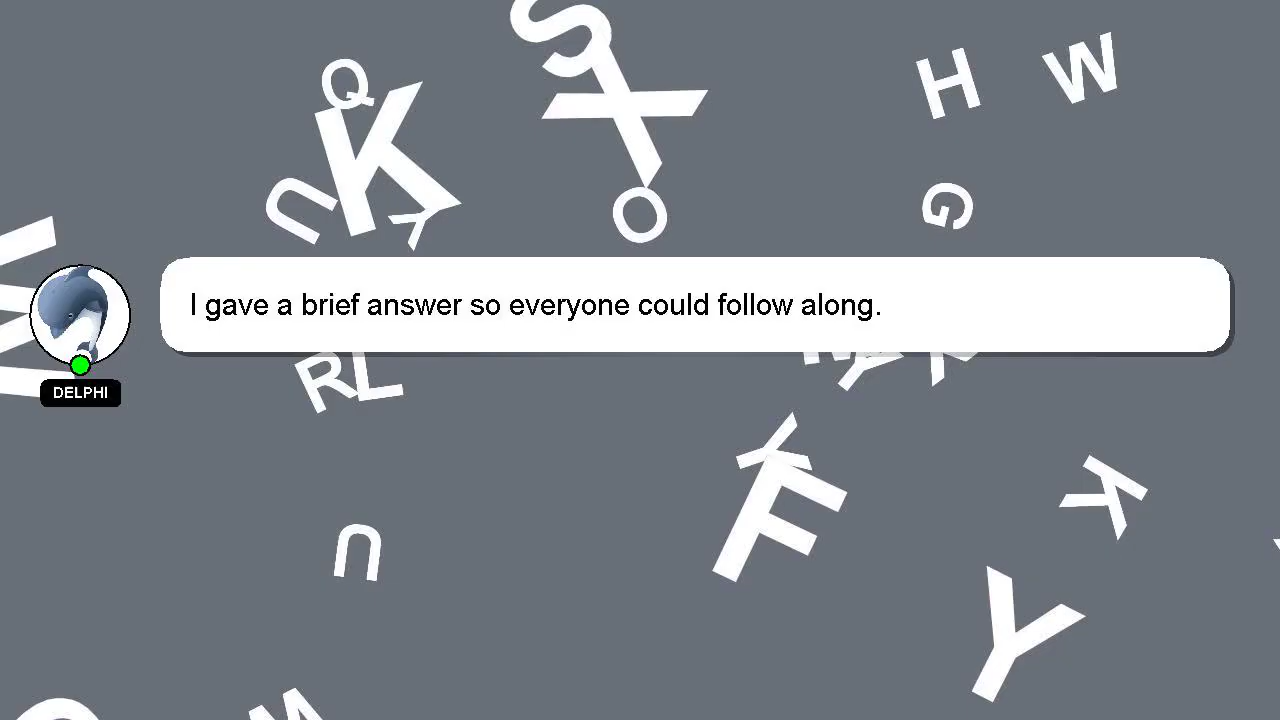 I gave a brief answer so everyone could follow along.
DELPHI
Q
S
X
K
H
W
U
Y
O
G
R
L
F
K
U
Y
M